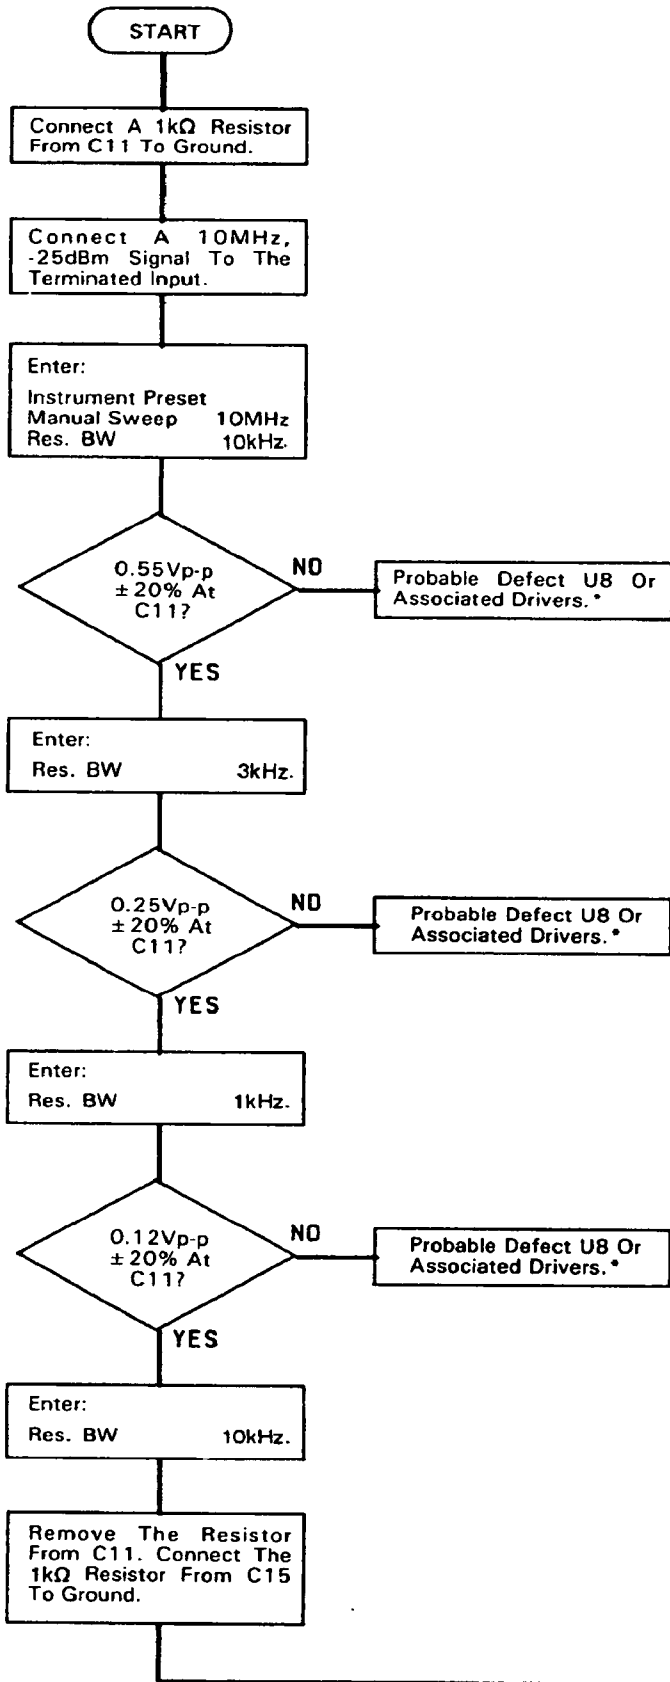 START
Connect A 1kΩ Resistor
From C11 To Ground.
Connect A 10MHz,
-25dBm Signal To The
Terminated Input.
Enter:
Instrument Preset
Manual Sweep 10MHz
Res. BW 10kHz.
0.55Vp-p
±20% At
C11?
NO
Probable Defect U8 Or
Associated Drivers.*
YES
Enter:
Res. BW 3kHz.
0.25Vp-p
±20% At
C11?
NO
Probable Defect U8 Or
Associated Drivers.*
YES
Enter:
Res. BW 1kHz.
0.12Vp-p
±20% At
C11?
NO
Probable Defect U8 Or
Associated Drivers.*
YES
Enter:
Res. BW 10kHz.
Remove The Resistor
From C11. Connect The
1kΩ Resistor From C15
To Ground.